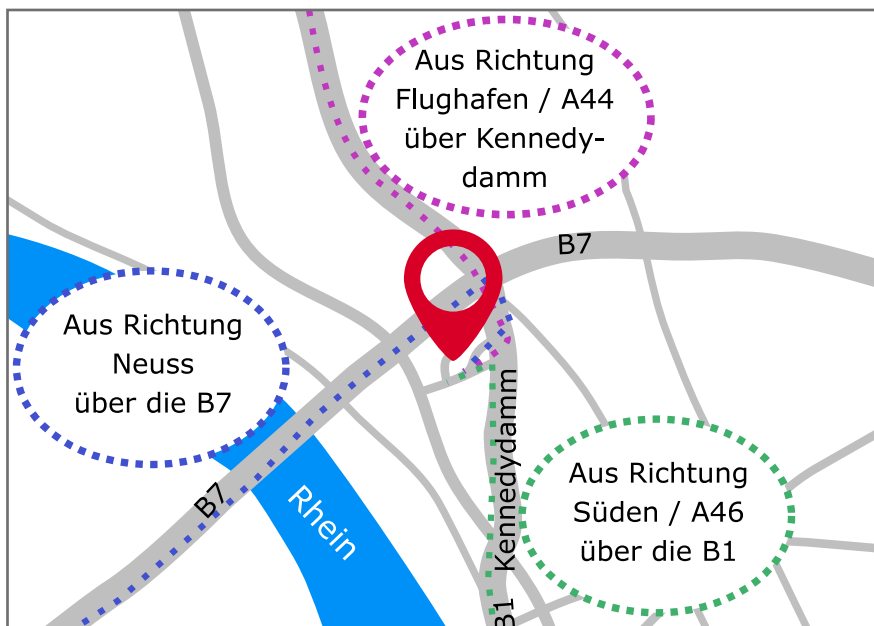 Aus Richtung
Flughafen / A44
über Kennedy-
damm
B7
Aus Richtung
Neuss
über die B7
B7
Rhein
Kennedydamm
B1
Aus Richtung
Süden / A46
über die B1